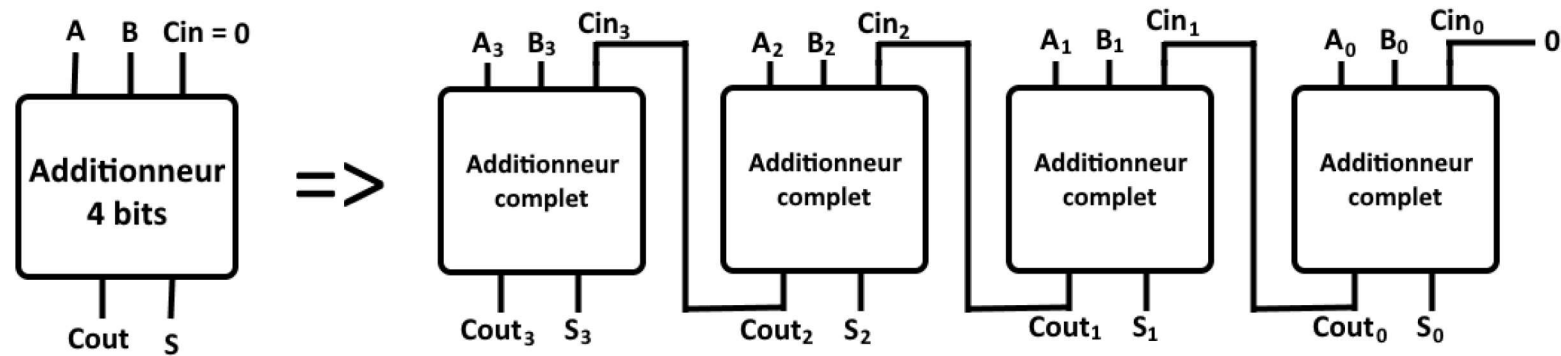 A B Cin = 0
Additionneur
4 bits
Cout S
=>
A3 B3 Cin3
Additionneur
complet
Cout3 S3
A2 B2 Cin2
Additionneur
complet
Cout2 S2
A1 B1 Cin1
Additionneur
complet
Cout1 S1
A0 B0 Cin0 0
Additionneur
complet
Cout0 S0